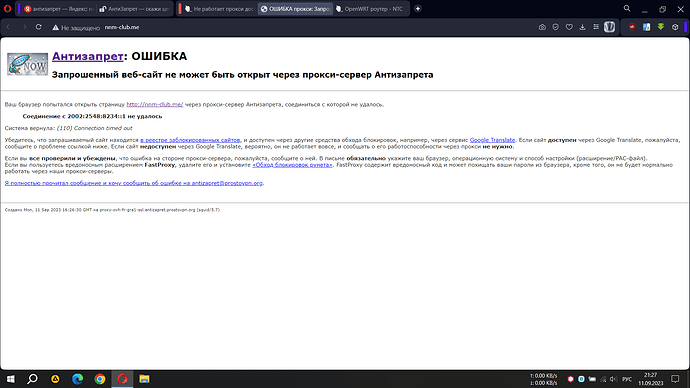 антизапрет — Яндекс: н
АнтиЗапрет — скажи це
Не работает прокси дос
ОШИБКА прокси: Запро
OpenWRT роутер - NTC
Не защищено nnm-club.me
NOW
Антизапрет: ОШИБКА
Запрошенный веб-сайт не может быть открыт через прокси-сервер Антизапрета
Ваш браузер попытался открыть страницу http://nnm-club.me/ через прокси-сервер Антизапрета, соединиться с которой не удалось.
Соединение с 2002:2548:8234::1 не удалось
Система вернула: (110) Connection timed out
Убедитесь, что запрашиваемый сайт находится в реестре заблокированных сайтов, и доступен через другие средства обхода блокировок, например, через сервис Google Translate. Если сайт доступен через Google Translate, пожалуйста,
сообщите о проблеме ссылкой ниже. Если сайт недоступен через Google Translate, вероятно, он не работает вовсе, и сообщать о его работоспособности через прокси не нужно.
Если вы все проверили и убеждены, что ошибка на стороне прокси-сервера, пожалуйста, сообщите о ней. В письме обязательно укажите ваш браузер, операционную систему и способ настройки (расширение/PAC-файл).
Если вы пользуетесь вредоносным расширением FastProxy, удалите его и установите «Обход блокировок рунета». FastProxy содержит вредоносный код и может похищать ваши пароли из браузера, кроме того, он не будет нормально
работать через наши прокси-серверы.
Я полностью прочитал сообщение и хочу сообщить об ошибке на antizapret@prostovpn.org.
Создано Mon, 11 Sep 2023 16:26:30 GMT на proxy-ovh-fr-gra1-ssl-antizapret.prostovpn.org (squid/5.7)
↑: 0.00 KB/s
↓: 0.00 KB/s
РУС
21:27
11.09.2023